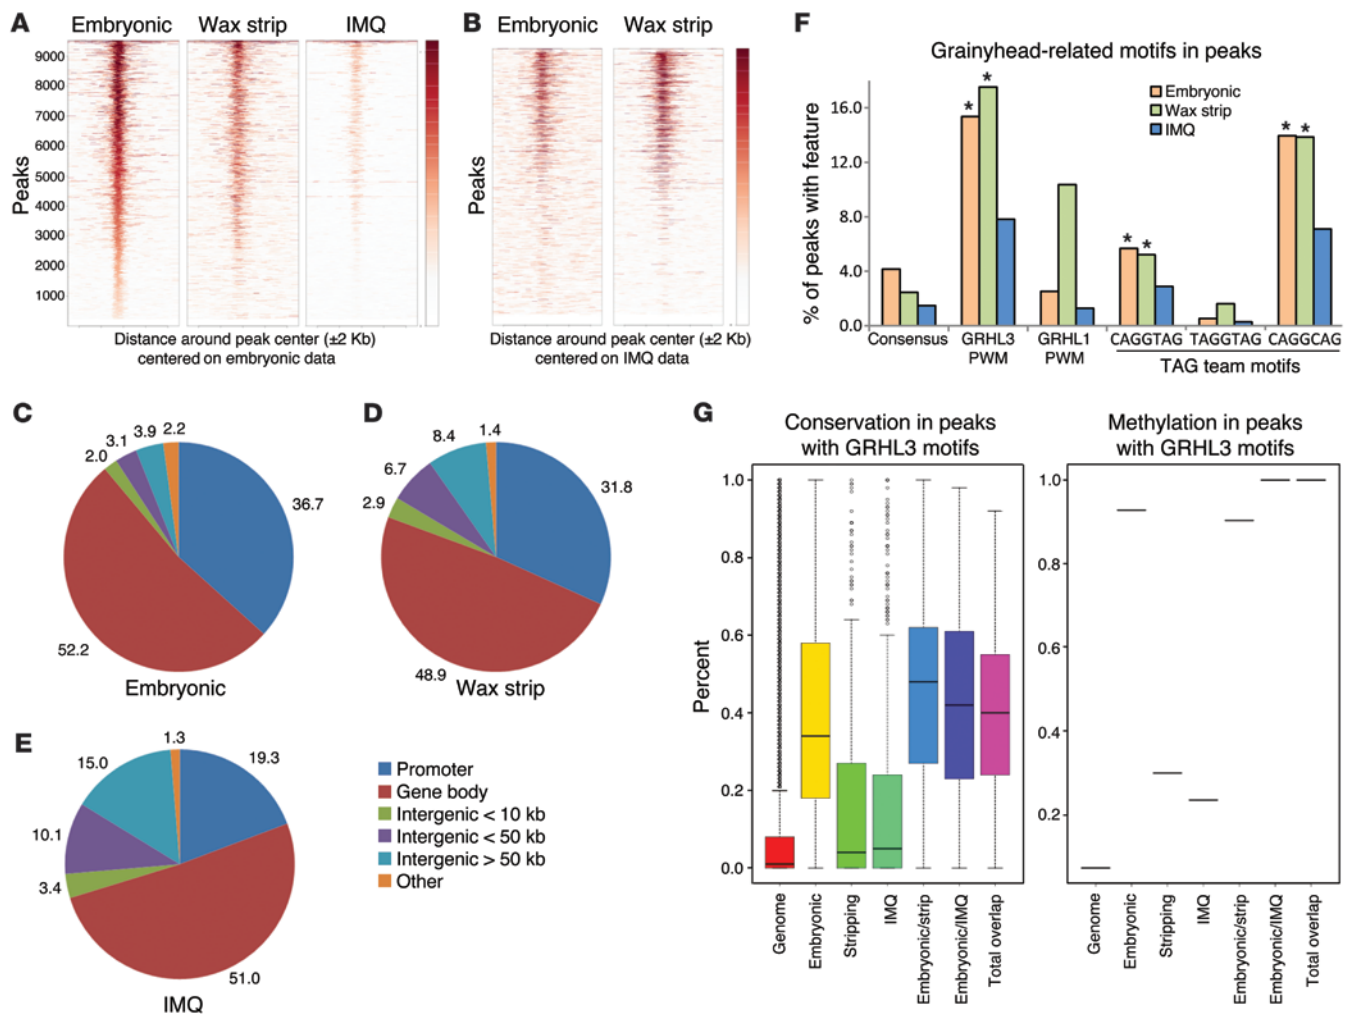 A
Embryonic
Wax strip
IMQ
Peaks
9000
8000
7000
6000
5000
4000
3000
2000
1000
Distance around peak center (±2 Kb)
centered on embryonic data
B
Embryonic
Wax strip
Peaks
Distance around peak center (±2 Kb)
centered on IMQ data
F
Grainyhead-related motifs in peaks
Embryonic
Wax strip
IMQ
% of peaks with feature
16.0
12.0
8.0
4.0
0.0
* * * * * *
Consensus
GRHL3
PWM
GRHL1
PWM
CAGGTAG
TAGGTAG
CAGGCAG
TAG team motifs
C
2.0
3.1
3.9
2.2
36.7
52.2
Embryonic
D
2.9
6.7
8.4
1.4
31.8
48.9
Wax strip
E
3.4
10.1
15.0
1.3
19.3
51.0
IMQ
Promoter
Gene body
Intergenic < 10 kb
Intergenic < 50 kb
Intergenic > 50 kb
Other
G
Conservation in peaks
with GRHL3 motifs
Percent
1.0
0.8
0.6
0.4
0.2
0.0
Genome
Embryonic
Stripping
IMQ
Embryonic/strip
Embryonic/IMQ
Total overlap
Methylation in peaks
with GRHL3 motifs
1.0
0.8
0.6
0.4
0.2
Genome
Embryonic
Stripping
IMQ
Embryonic/strip
Embryonic/IMQ
Total overlap